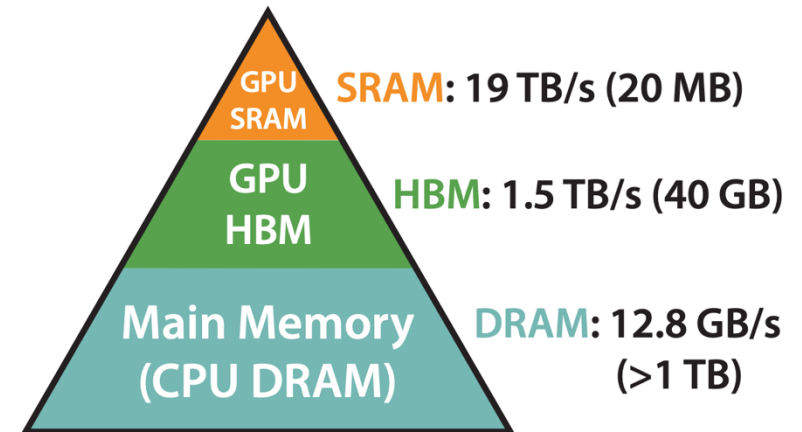 GPU
SRAM
SRAM: 19 TB/s (20 MB)
GPU
HBM
HBM: 1.5 TB/s (40 GB)
Main Memory
(CPU DRAM)
DRAM: 12.8 GB/s
(>1 TB)